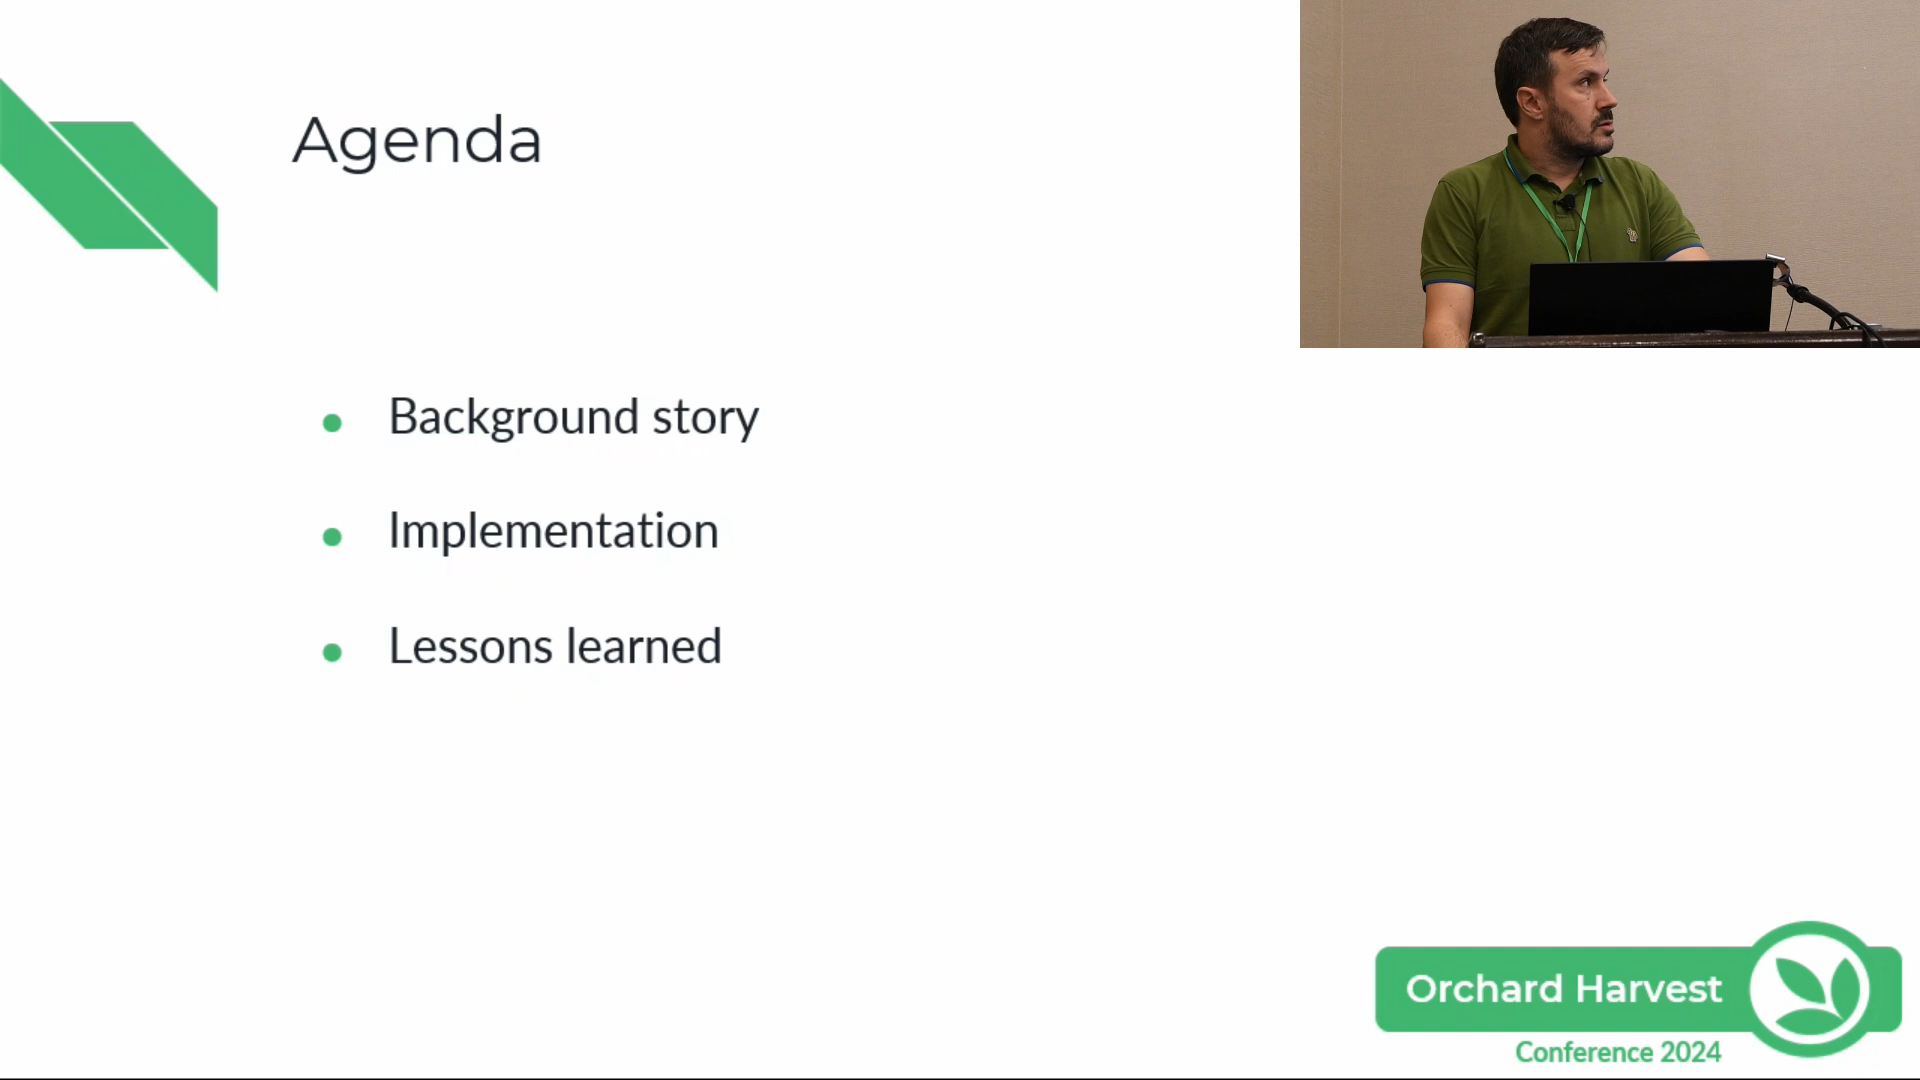 Agenda
Background story
Implementation
Lessons learned
Orchard Harvest
Conference 2024